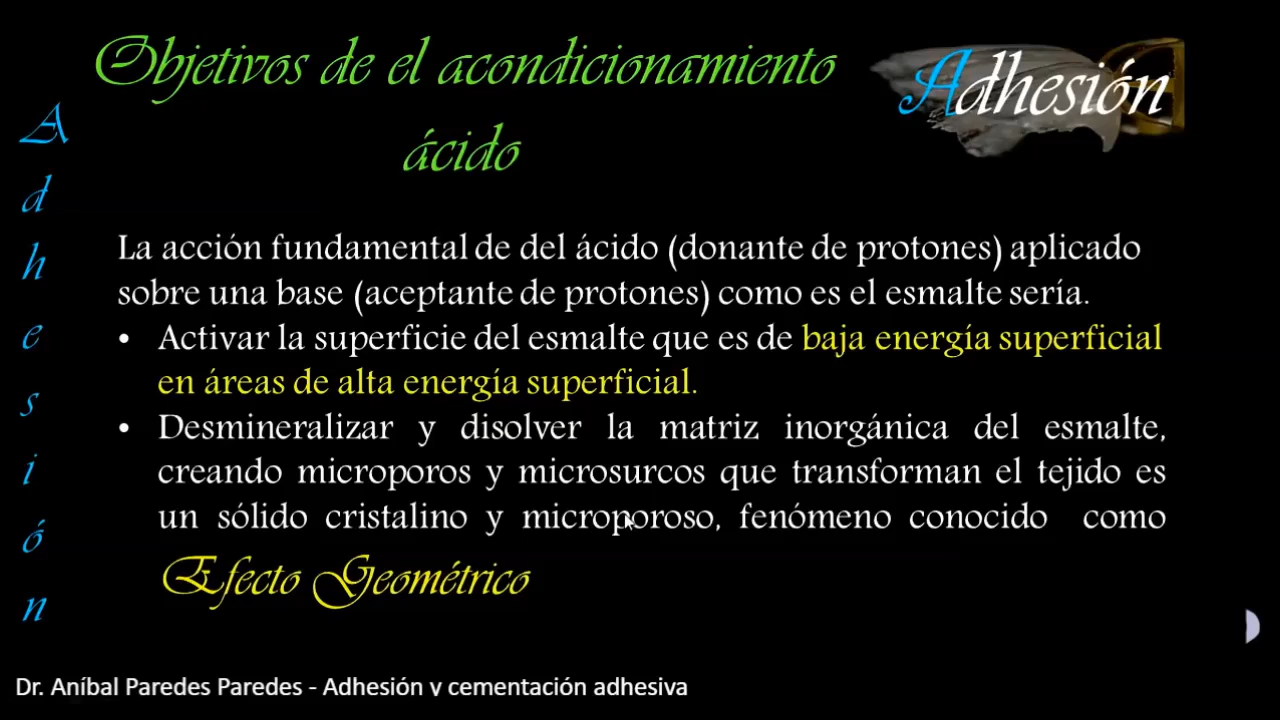 Objetivos de el acondicionamiento
ácido
Adhesión
Adhesión
La acción fundamental de del ácido (donante de protones) aplicado
sobre una base (aceptante de protones) como es el esmalte sería.
• Activar la superficie del esmalte que es de baja energía superficial
en áreas de alta energía superficial.
• Desmineralizar y disolver la matriz inorgánica del esmalte,
creando microporos y microsurcos que transforman el tejido es
un sólido cristalino y microporoso, fenómeno conocido como
Efecto Geométrico
Dr. Aníbal Paredes Paredes - Adhesión y cementación adhesiva